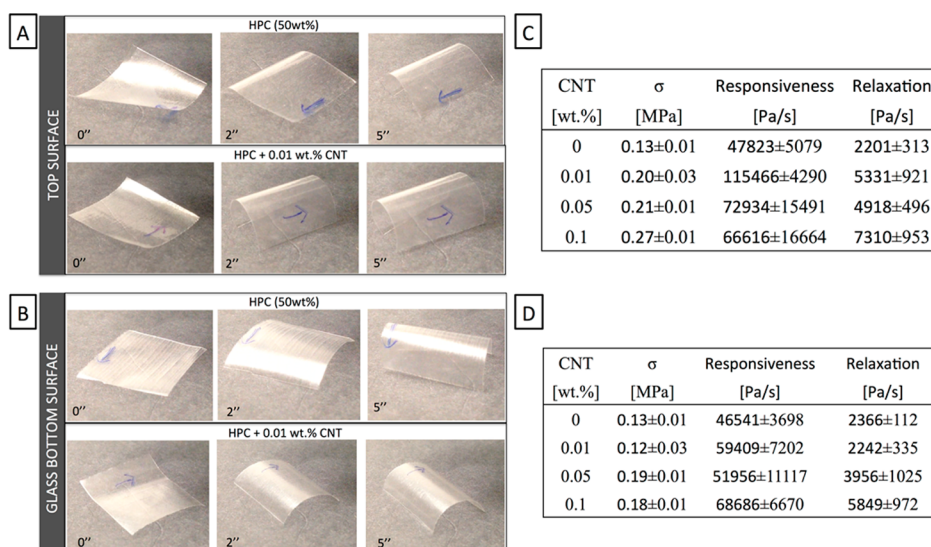 A
TOP SURFACE
HPC (50wt%)
0’’
2’’
5’’
HPC + 0.01 wt.% CNT
0’’
2’’
5’’
B
GLASS BOTTOM SURFACE
HPC (50wt%)
0’’
2’’
5’’
HPC + 0.01 wt.% CNT
0’’
2’’
5’’
C
CNT σ Responsiveness Relaxation
[wt.%] [MPa] [Pa/s] [Pa/s]
0 0.13±0.01 47823±5079 2201±313
0.01 0.20±0.03 115466±4290 5331±921
0.05 0.21±0.01 72934±15491 4918±496
0.1 0.27±0.01 66616±16664 7310±953
D
CNT σ Responsiveness Relaxation
[wt.%] [MPa] [Pa/s] [Pa/s]
0 0.13±0.01 46541±3698 2366±112
0.01 0.12±0.03 59409±7202 2242±335
0.05 0.19±0.01 51956±11117 3956±1025
0.1 0.18±0.01 68686±6670 5849±972